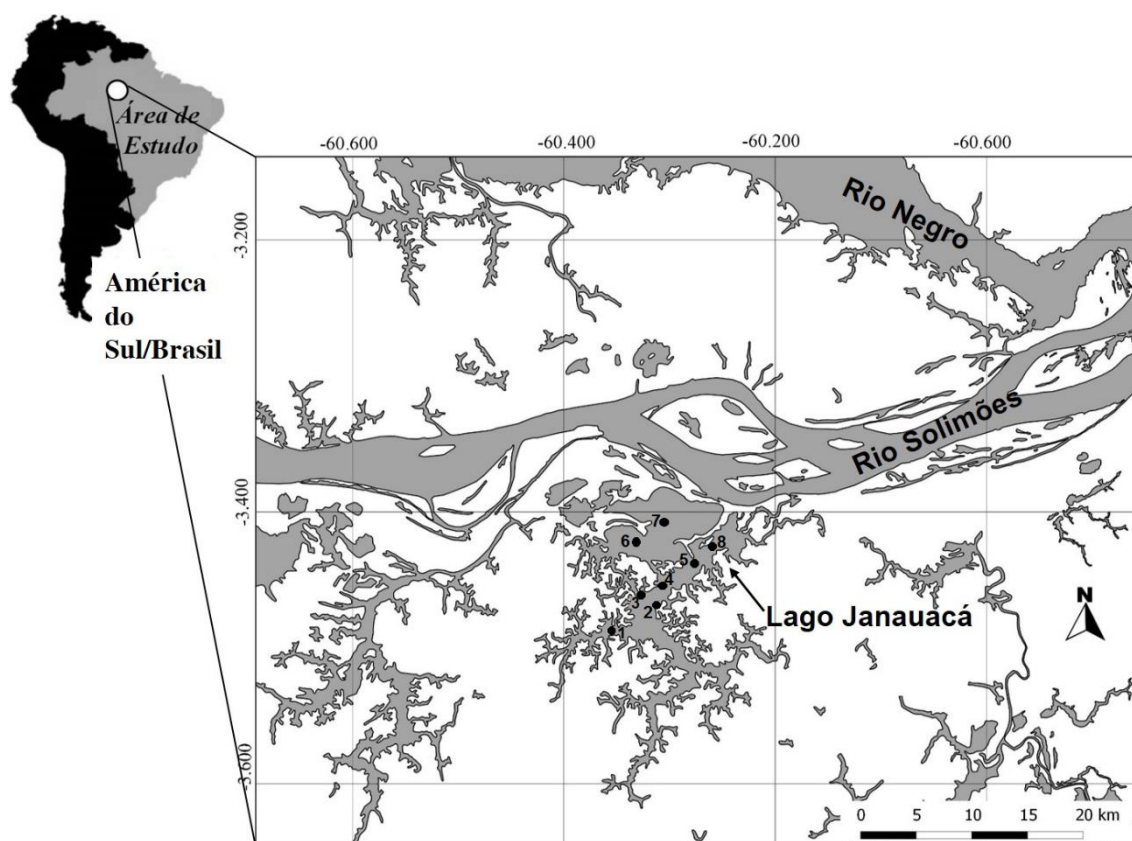 Área de
Estudo
América
do
Sul/Brasil
-60.600
-60.400
-60.200
-60.600
-3.200
-3.400
-3.600
Rio Negro
Rio Solimões
7
6
8
5
4
3
2
1
Lago Janauacá
N
0 5 10 15 20 km